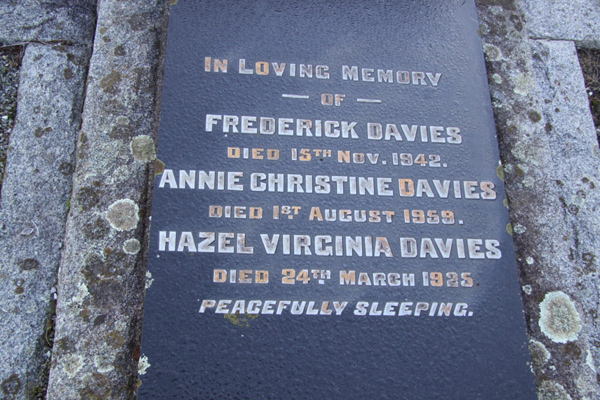 IN LOVING MEMORY
— OF —
FREDERICK DAVIES
DIED 15TH NOV. 1942.
ANNIE CHRISTINE DAVIES
DIED 1ST AUGUST 1959.
HAZEL VIRGINIA DAVIES
DIED 24TH MARCH 1925.
PEACEFULLY SLEEPING.